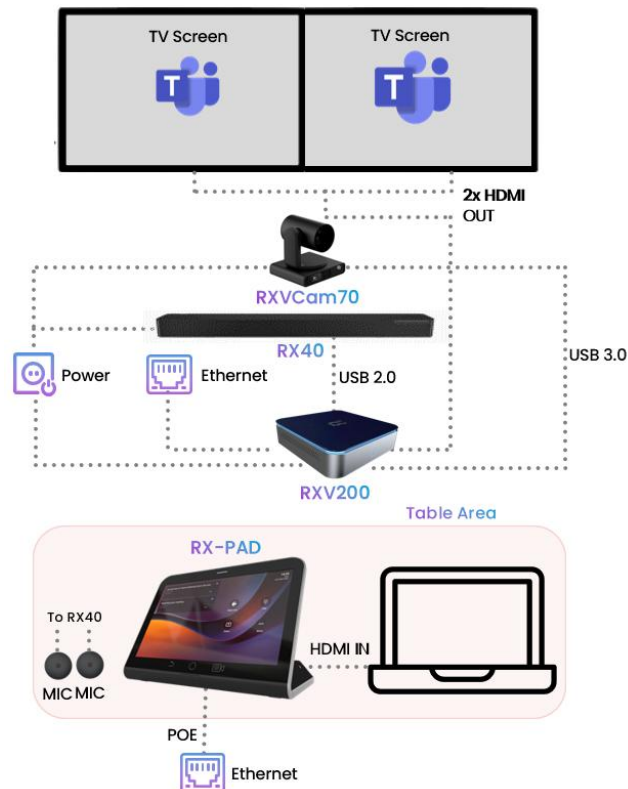 TV Screen
TV Screen
T
T
2x HDMI
OUT
RXVCam70
RX40
Power
Ethernet
USB 2.0
USB 3.0
RXV200
Table Area
RX-PAD
To RX40
MIC MIC
HDMI IN
POE
Ethernet